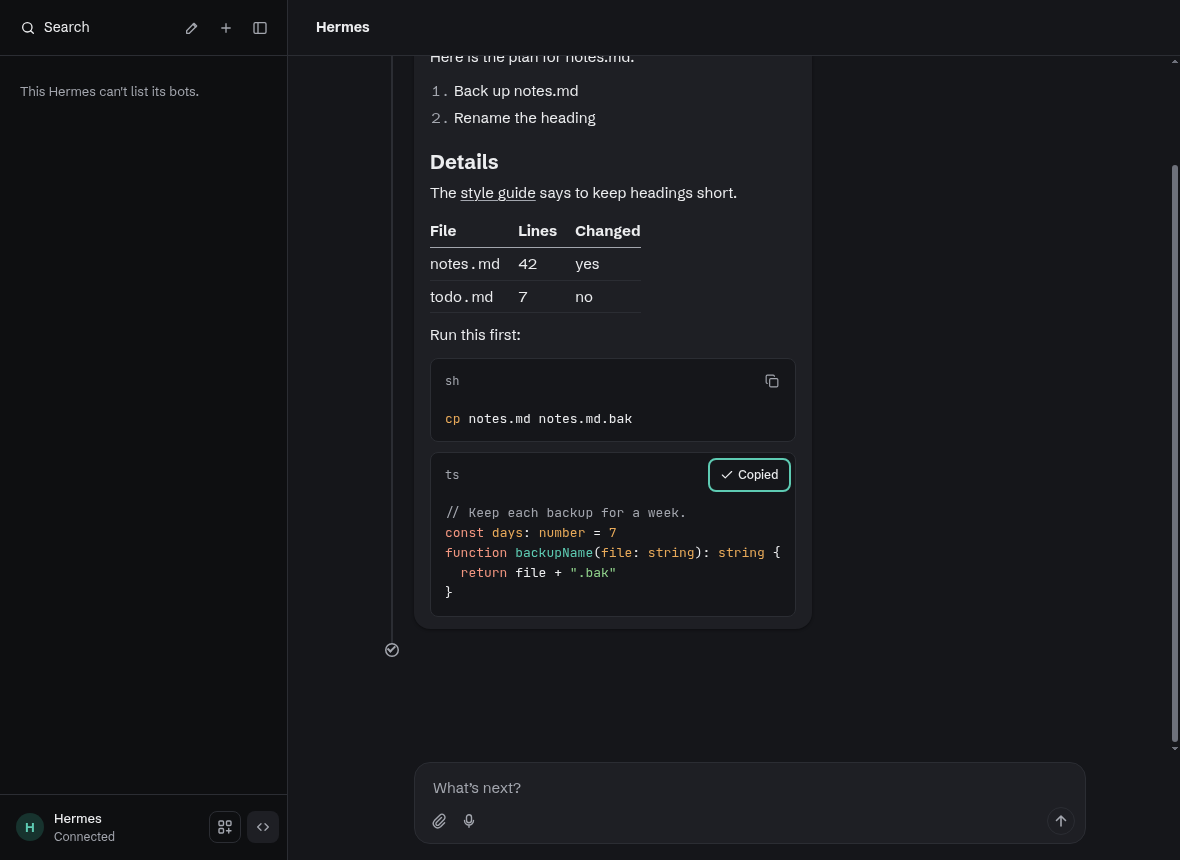 Search
Hermes
This Hermes can't list its bots.
Here is the plan for notes.md.
1. Back up notes.md
2. Rename the heading
Details
The style guide says to keep headings short.
File Lines Changed
notes.md 42 yes
todo.md 7 no
Run this first:
sh
cp notes.md notes.md.bak
ts
Copied
// Keep each backup for a week.
const days: number = 7
function backupName(file: string): string {
  return file + ".bak"
}
What's next?
H
Hermes
Connected